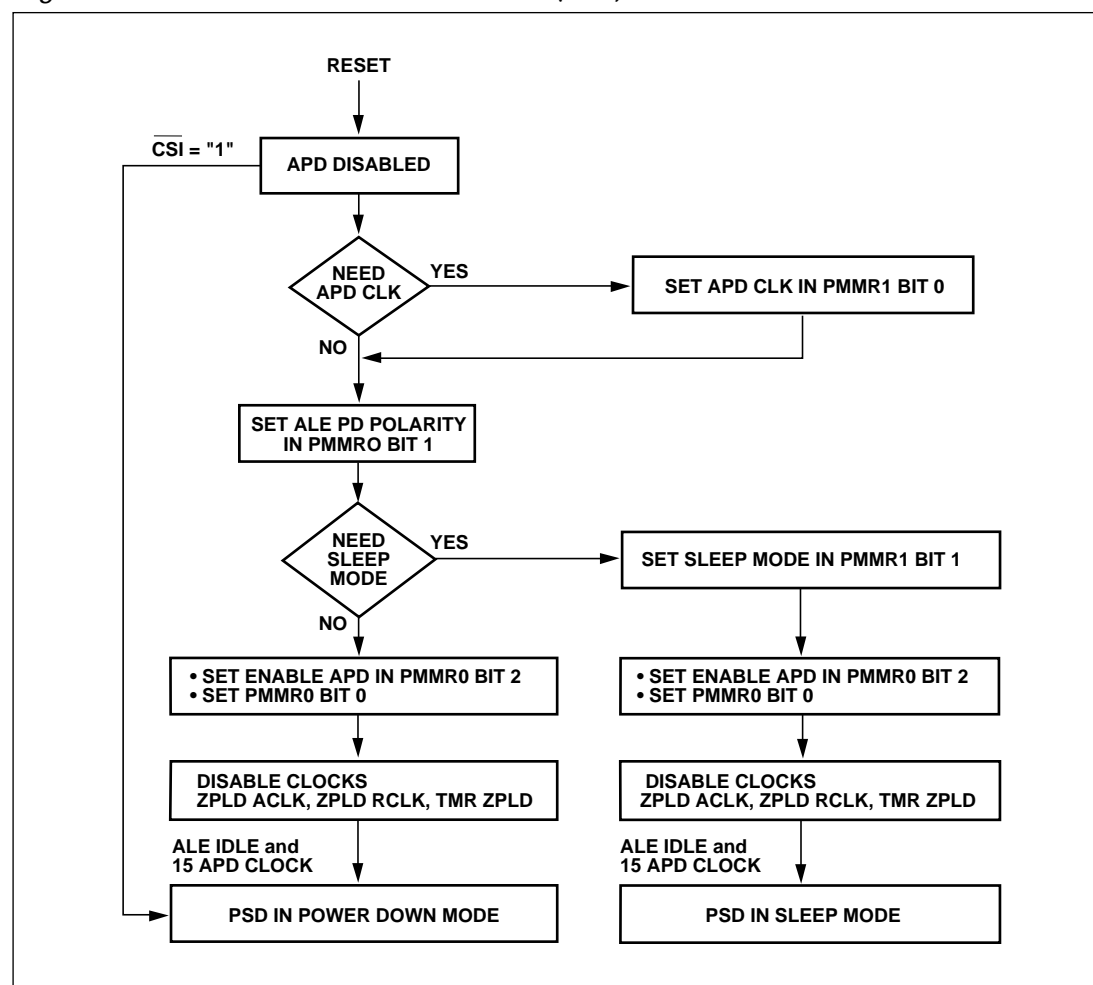 RESET
CSI = "1"
APD DISABLED
NEED
APD CLK
YES
SET APD CLK IN PMMR1 BIT 0
NO
SET ALE PD POLARITY
IN PMMRO BIT 1
NEED
SLEEP
MODE
YES
SET SLEEP MODE IN PMMR1 BIT 1
NO
• SET ENABLE APD IN PMMR0 BIT 2
• SET PMMR0 BIT 0
• SET ENABLE APD IN PMMR0 BIT 2
• SET PMMR0 BIT 0
DISABLE CLOCKS
ZPLD ACLK, ZPLD RCLK, TMR ZPLD
DISABLE CLOCKS
ZPLD ACLK, ZPLD RCLK, TMR ZPLD
ALE IDLE and
15 APD CLOCK
ALE IDLE and
15 APD CLOCK
PSD IN POWER DOWN MODE
PSD IN SLEEP MODE